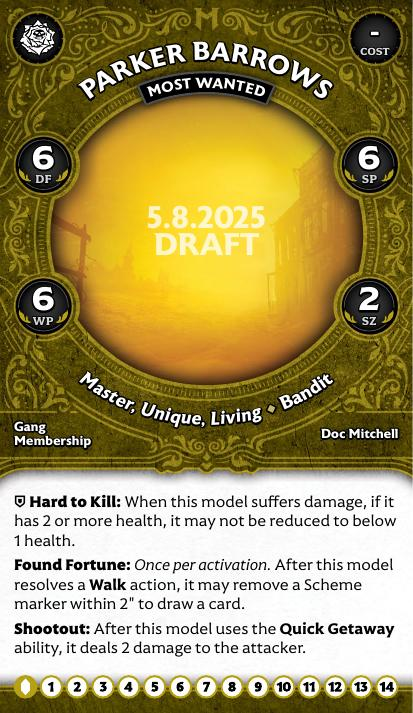 -
COST
PARKER BARROWS
MOST WANTED
6
DF
6
SP
5.8.2025
DRAFT
6
WP
2
SZ
Master, Unique, Living ⬥ Bandit
Gang
Membership
Doc Mitchell
Hard to Kill: When this model suffers damage, if it
has 2 or more health, it may not be reduced to below
1 health.
Found Fortune: Once per activation. After this model
resolves a Walk action, it may remove a Scheme
marker within 2" to draw a card.
Shootout: After this model uses the Quick Getaway
ability, it deals 2 damage to the attacker.
1 2 3 4 5 6 7 8 9 10 11 12 13 14